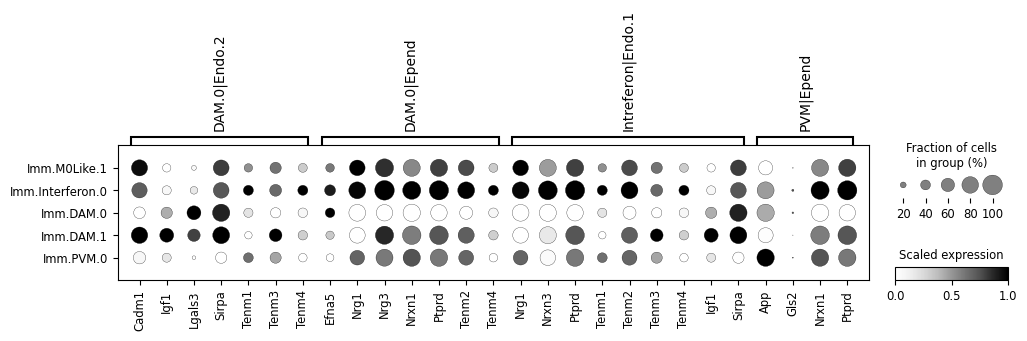 DAM.0|Endo.2
DAM.0|Epend
Intreferon|Endo.1
PVM|Epend
Imm.M0Like.1
Imm.Interferon.0
Imm.DAM.0
Imm.DAM.1
Imm.PVM.0
Cadm1
Igf1
Lgals3
Sirpa
Tenm1
Tenm3
Tenm4
Efna5
Nrg1
Nrg3
Nrxn1
Ptprd
Tenm2
Tenm4
Nrg1
Nrxn3
Ptprd
Tenm1
Tenm2
Tenm3
Tenm4
Igf1
Sirpa
App
Gls2
Nrxn1
Ptprd
Fraction of cells
in group (%)
20 40 60 80 100
Scaled expression
0.0 0.5 1.0